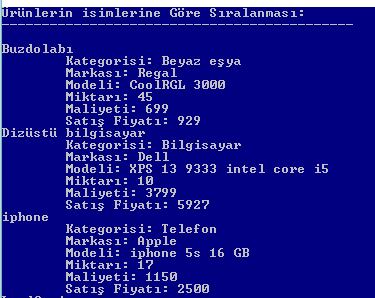 Ürünlerin isimlerine Göre Sıralanması:
--------------------------------------------
Buzdolabı
Kategorisi: Beyaz eşya
Markası: Regal
Modeli: CoolRGL 3000
Miktarı: 45
Maliyeti: 699
Satış Fiyatı: 929
Dizüstü bilgisayar
Kategorisi: Bilgisayar
Markası: Dell
Modeli: XPS 13 9333 intel core i5
Miktarı: 10
Maliyeti: 3799
Satış Fiyatı: 5927
iphone
Kategorisi: Telefon
Markası: Apple
Modeli: iphone 5s 16 GB
Miktarı: 17
Maliyeti: 1150
Satış Fiyatı: 2500